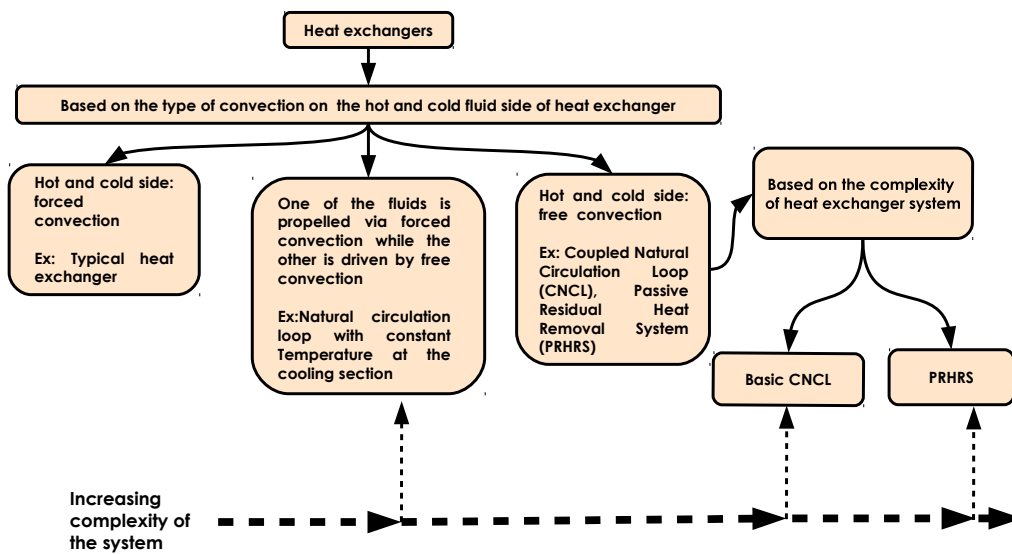 Heat exchangers
Based on the type of convection on the hot and cold fluid side of heat exchanger
Hot and cold side:
forced
convection
Ex: Typical heat
exchanger
One of the fluids is
propelled via forced
convection while the
other is driven by free
convection
Ex:Natural circulation
loop with constant
Temperature at the
cooling section
Hot and cold side:
free convection
Ex: Coupled Natural
Circulation Loop
(CNCL), Passive
Residual Heat
Removal System
(PRHRS)
Based on the complexity
of heat exchanger system
Basic CNCL
PRHRS
Increasing
complexity of
the system